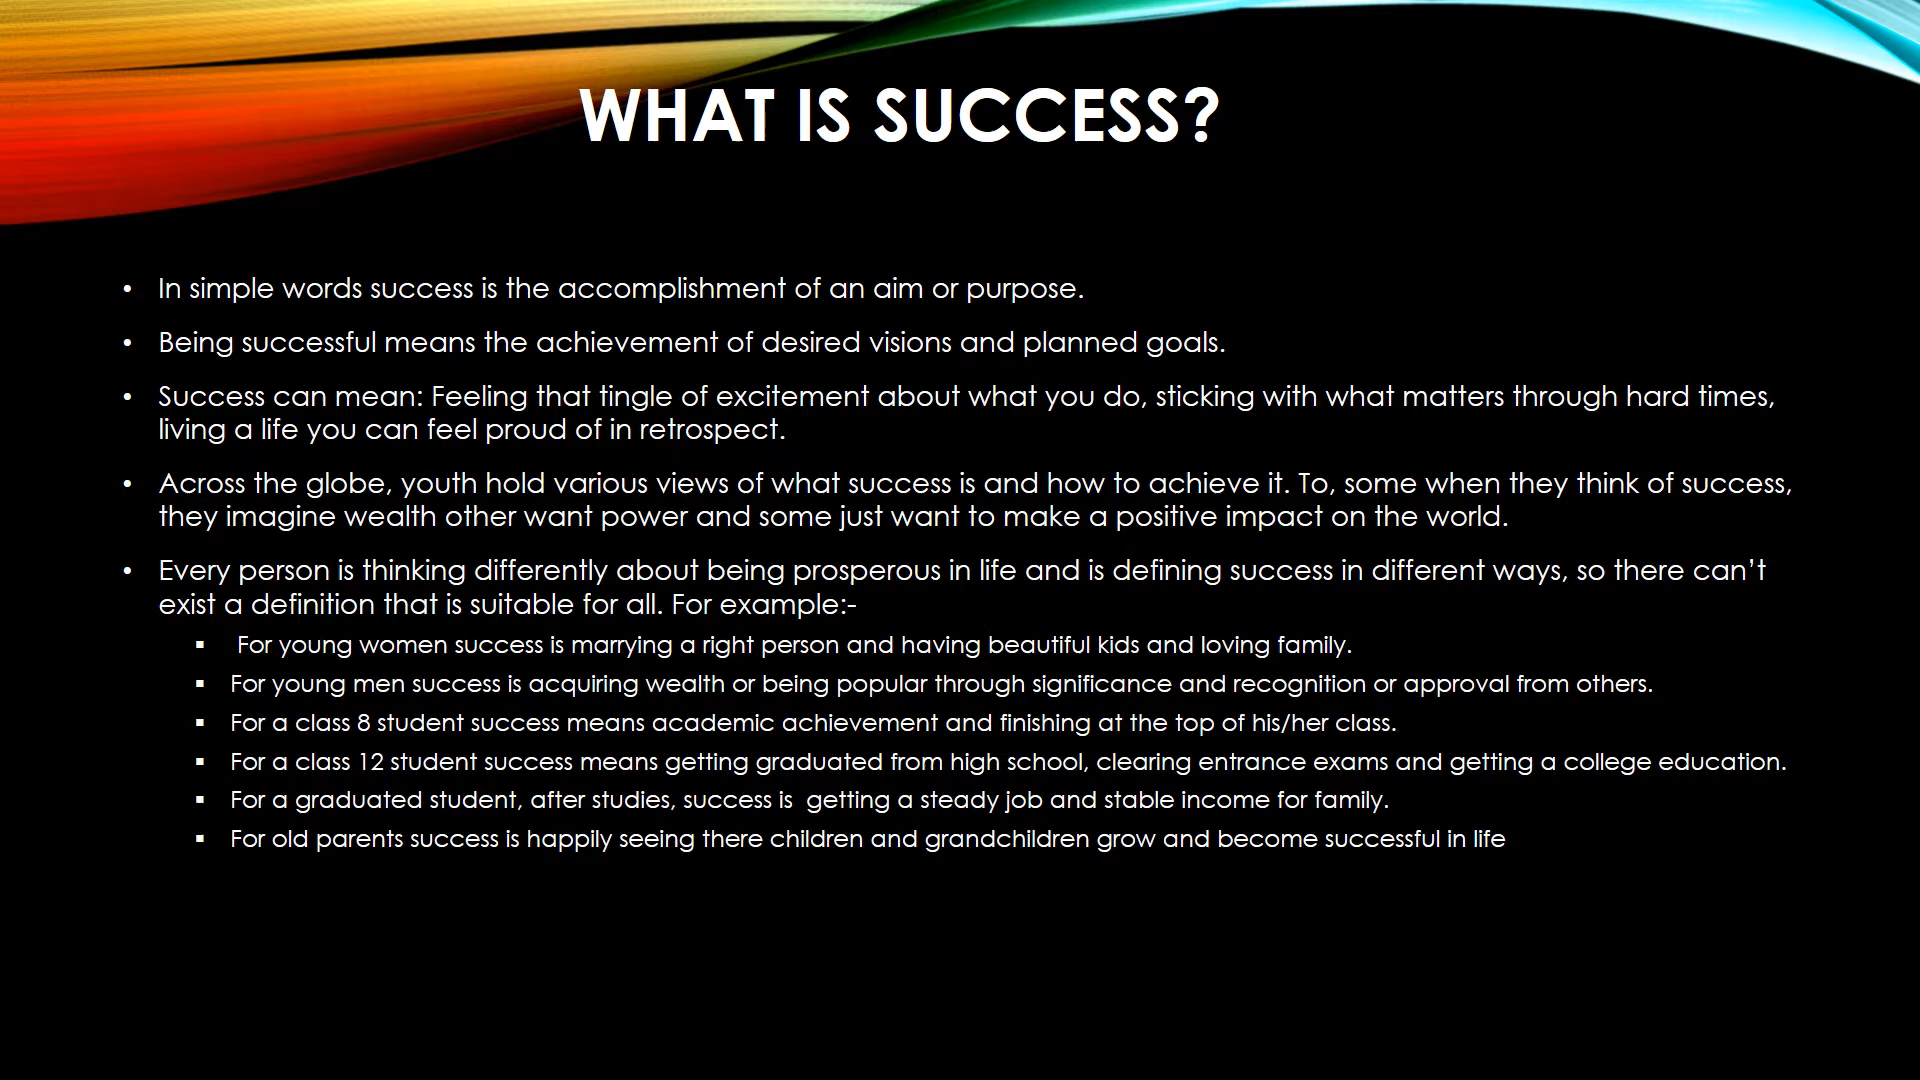 WHAT IS SUCCESS?
• In simple words success is the accomplishment of an aim or purpose.
• Being successful means the achievement of desired visions and planned goals.
• Success can mean: Feeling that tingle of excitement about what you do, sticking with what matters through hard times,
living a life you can feel proud of in retrospect.
• Across the globe, youth hold various views of what success is and how to achieve it. To, some when they think of success,
they imagine wealth other want power and some just want to make a positive impact on the world.
• Every person is thinking differently about being prosperous in life and is defining success in different ways, so there can’t
exist a definition that is suitable for all. For example:-
▪ For young women success is marrying a right person and having beautiful kids and loving family.
▪ For young men success is acquiring wealth or being popular through significance and recognition or approval from others.
▪ For a class 8 student success means academic achievement and finishing at the top of his/her class.
▪ For a class 12 student success means getting graduated from high school, clearing entrance exams and getting a college education.
▪ For a graduated student, after studies, success is getting a steady job and stable income for family.
▪ For old parents success is happily seeing there children and grandchildren grow and become successful in life